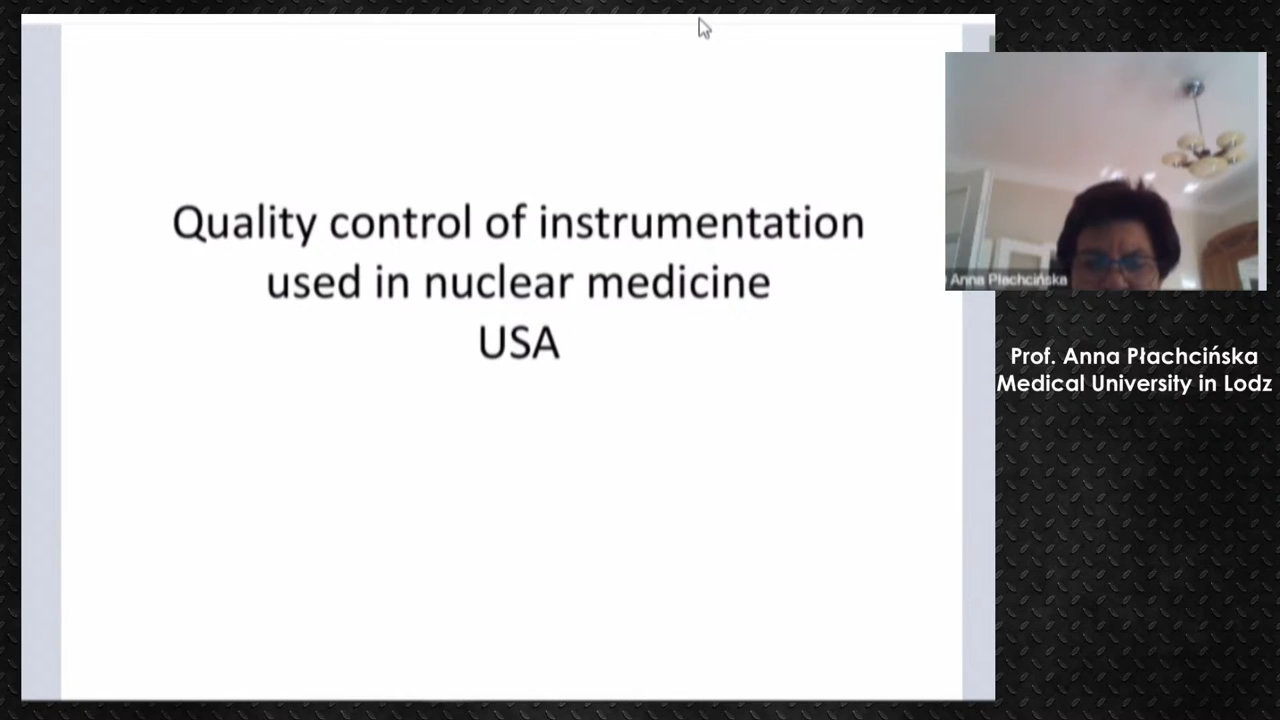 Quality control of instrumentation
used in nuclear medicine
USA
Anna Płachcińska
Prof. Anna Płachcińska
Medical University in Lodz